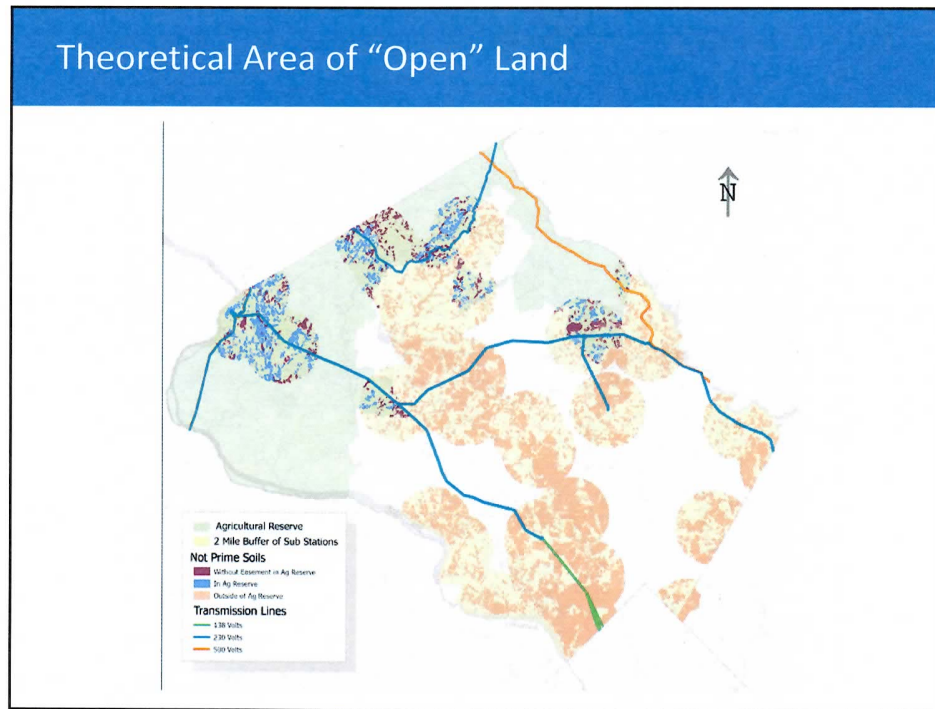 Theoretical Area of “Open” Land
N
Agricultural Reserve
2 Mile Buffer of Sub Stations
Not Prime Soils
Without Easement in Ag Reserve
In Ag Reserve
Outside of Ag Reserve
Transmission Lines
138 Volts
230 Volts
500 Volts